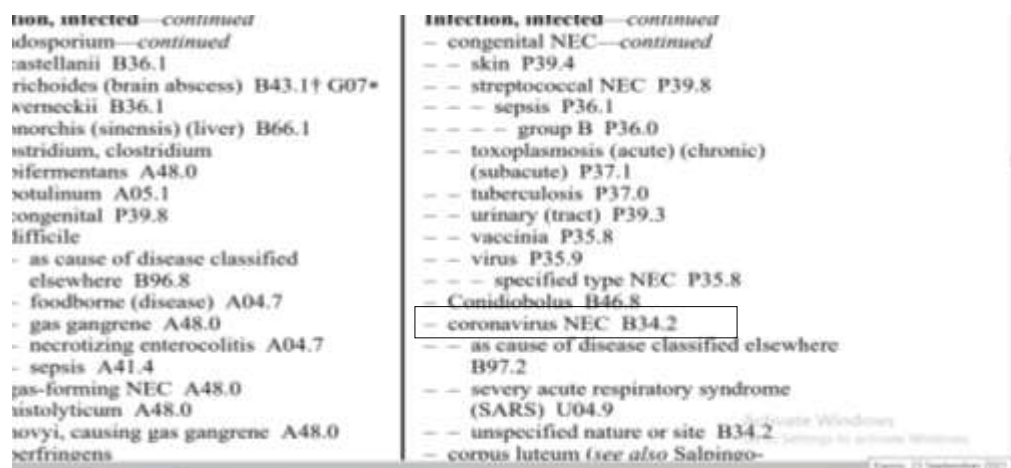 tion, infected—continued
dosporium—continued
castellanii B36.1
richoides (brain abscess) B43.1† G07*
werneckii B36.1
onorchis (sinensis) (liver) B66.1
ostridium, clostridium
bifermentans A48.0
botulinum A05.1
congenital P39.8
difficile
- as cause of disease classified
elsewhere B96.8
- foodborne (disease) A04.7
- gas gangrene A48.0
- necrotizing enterocolitis A04.7
- sepsis A41.4
gas-forming NEC A48.0
histolyticum A48.0
novyi, causing gas gangrene A48.0
perfringens
Infection, infected—continued
– congenital NEC—continued
– – skin P39.4
– – streptococcal NEC P39.8
– – – sepsis P36.1
– – – – group B P36.0
– – toxoplasmosis (acute) (chronic)
(subacute) P37.1
– – tuberculosis P37.0
– – urinary (tract) P39.3
– – vaccinia P35.8
– – virus P35.9
– – – specified type NEC P35.8
– Conidiobolus B46.8
– coronavirus NEC B34.2
– – as cause of disease classified elsewhere
B97.2
– – severy acute respiratory syndrome
(SARS) U04.9
– – unspecified nature or site B34.2
– corpus luteum (see also Salpingo-
Activate Windows
Settings to activate Windows.